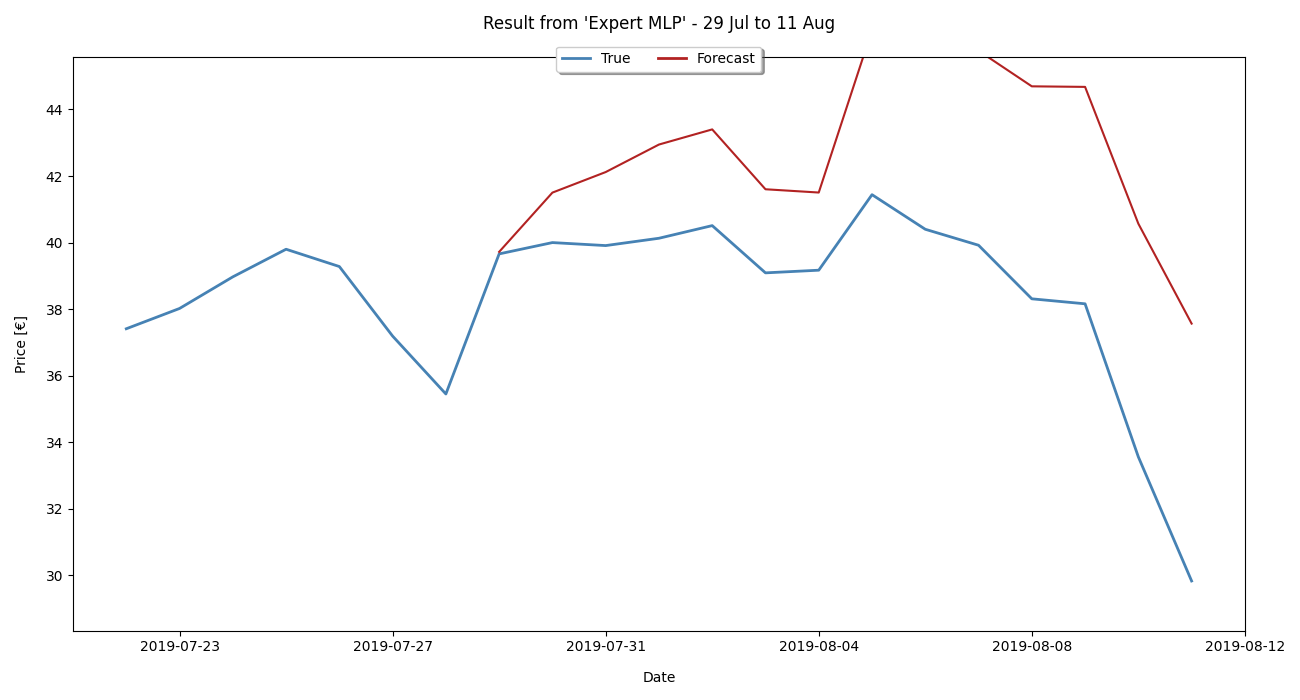 Result from 'Expert MLP' - 29 Jul to 11 Aug
True Forecast
44
42
40
38
36
34
32
30
Price [€]
2019-07-23 2019-07-27 2019-07-31 2019-08-04 2019-08-08 2019-08-12
Date